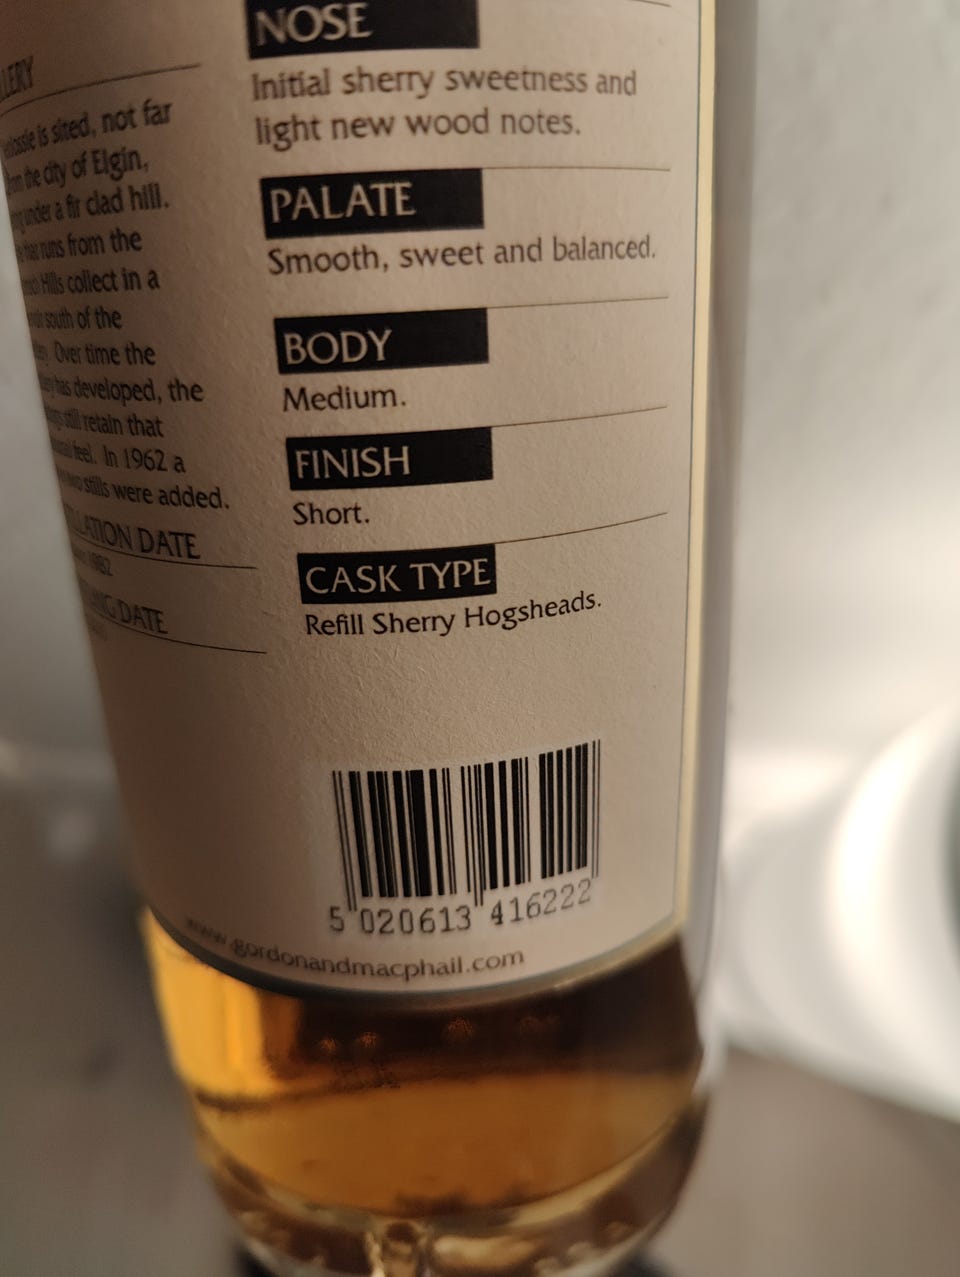 is sited, not far
the city of Elgin,
under a fir clad hill.
that runs from the
Hills collect in a
south of the
Over time the
has developed, the
still retain that
feel. In 1962 a
two stills were added.
DATE
1982
DATE
NOSE
Initial sherry sweetness and
light new wood notes.
PALATE
Smooth, sweet and balanced.
BODY
Medium.
FINISH
Short.
CASK TYPE
Refill Sherry Hogsheads.
5 020613 416222
www.gordonandmacphail.com